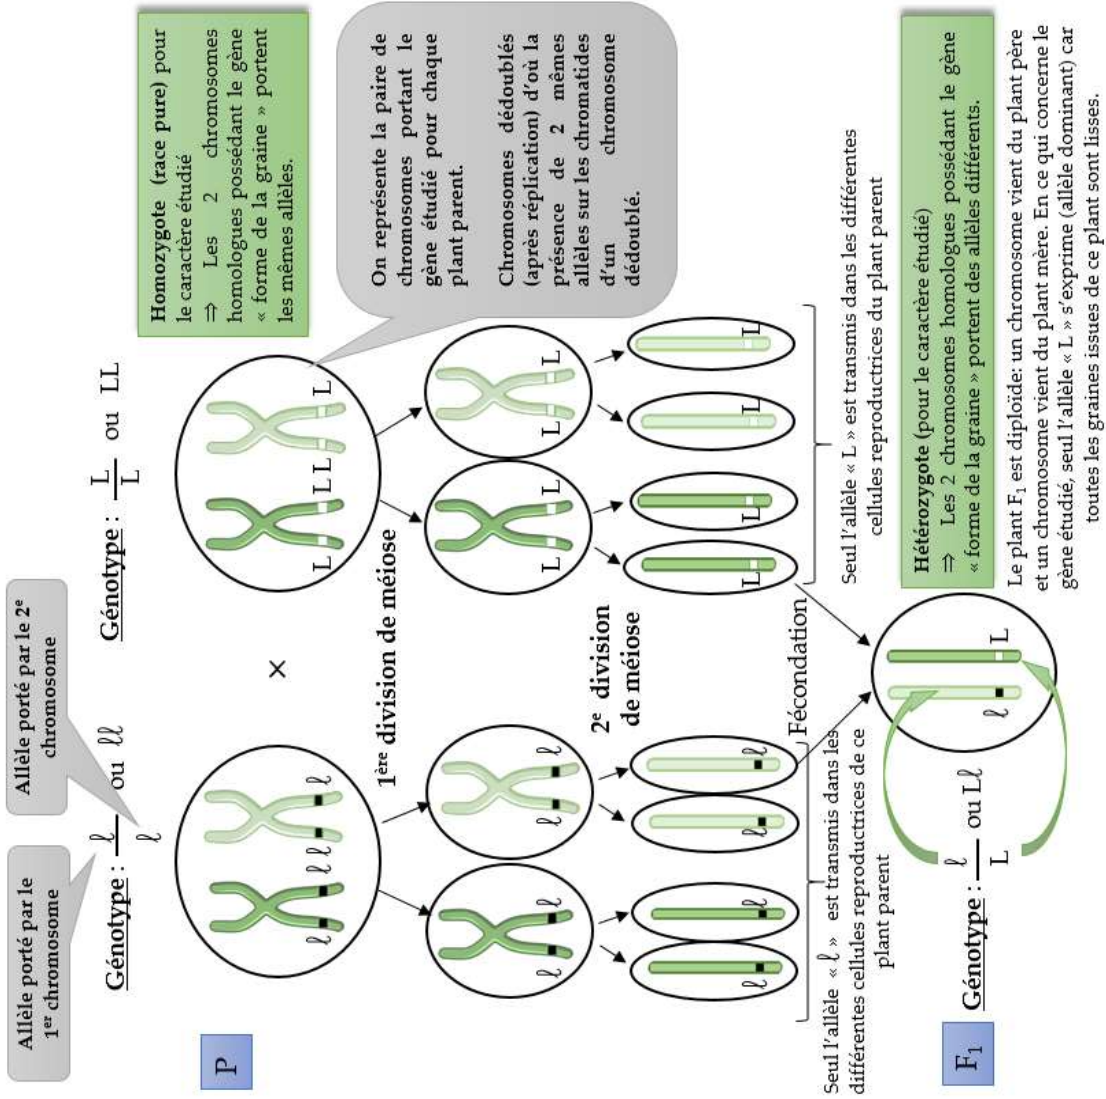 Allèle porté par le
1er chromosome
Allèle porté par le 2e
chromosome
Génotype : ℓ/ℓ ou ℓℓ
Génotype : L/L ou LL
P
×
Homozygote (race pure) pour
le caractère étudié
⇒ Les 2 chromosomes
homologues possédant le gène
« forme de la graine » portent
les mêmes allèles.
ℓ ℓ ℓ ℓ
L L L L
On représente la paire de
chromosomes portant le
gène étudié pour chaque
plant parent.
Chromosomes dédoublés
(après réplication) d'où la
présence de 2 mêmes
allèles sur les chromatides
d'un chromosome
dédoublé.
1ère division de méiose
ℓ ℓ ℓ ℓ
L L L L
2e division
de méiose
ℓ ℓ ℓ ℓ
L L L L
Seul l'allèle « ℓ » est transmis dans les
différentes cellules reproductrices de ce
plant parent
Fécondation
Seul l'allèle « L » est transmis dans les différentes
cellules reproductrices du plant parent
F1
Génotype : ℓ/L ou Lℓ
ℓ L
Hétérozygote (pour le caractère étudié)
⇒ Les 2 chromosomes homologues possédant le gène
« forme de la graine » portent des allèles différents.
Le plant F1 est diploïde: un chromosome vient du plant père
et un chromosome vient du plant mère. En ce qui concerne le
gène étudié, seul l'allèle « L » s'exprime (allèle dominant) car
toutes les graines issues de ce plant sont lisses.